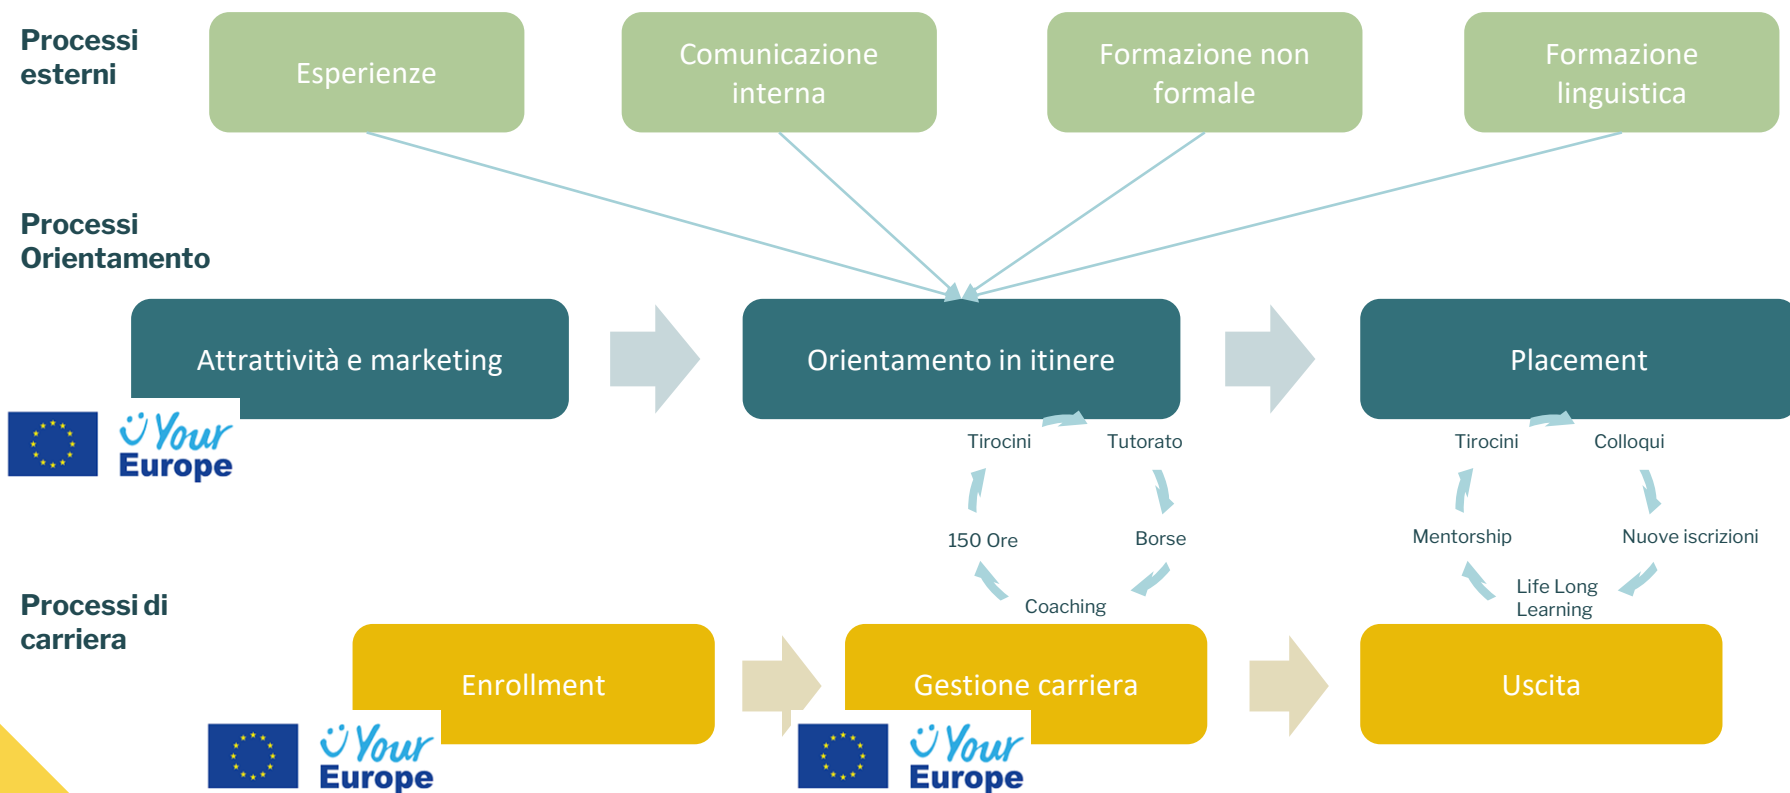 Processi
esterni
Esperienze
Comunicazione
interna
Formazione non
formale
Formazione
linguistica
Processi
Orientamento
Attrattività e marketing
Orientamento in itinere
Placement
Your
Europe
Tirocini
Tutorato
150 Ore
Borse
Coaching
Tirocini
Colloqui
Mentorship
Nuove iscrizioni
Life Long
Learning
Processi di
carriera
Enrollment
Gestione carriera
Uscita
Your
Europe
Your
Europe